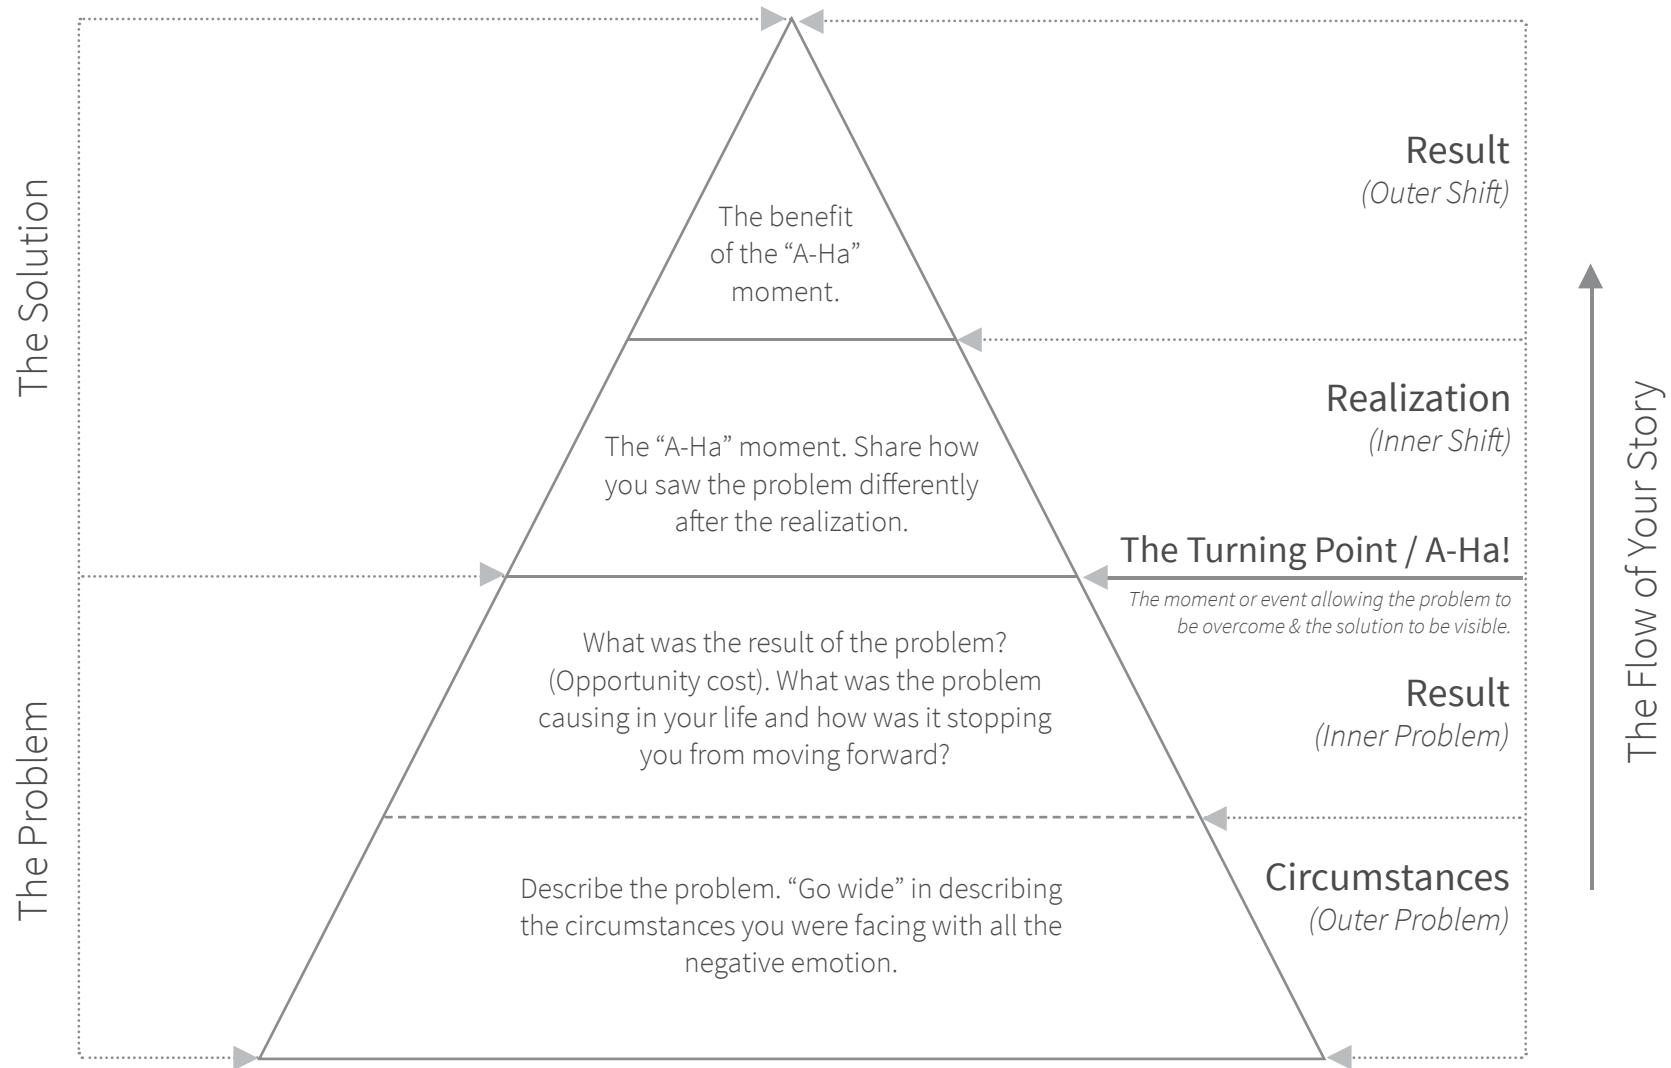 The Solution
The Problem
The benefit
of the “A-Ha”
moment.
The “A-Ha” moment. Share how
you saw the problem differently
after the realization.
What was the result of the problem?
(Opportunity cost). What was the problem
causing in your life and how was it stopping
you from moving forward?
Describe the problem. “Go wide” in describing
the circumstances you were facing with all the
negative emotion.
Result
(Outer Shift)
Realization
(Inner Shift)
The Turning Point / A-Ha!
The moment or event allowing the problem to
be overcome & the solution to be visible.
Result
(Inner Problem)
Circumstances
(Outer Problem)
The Flow of Your Story